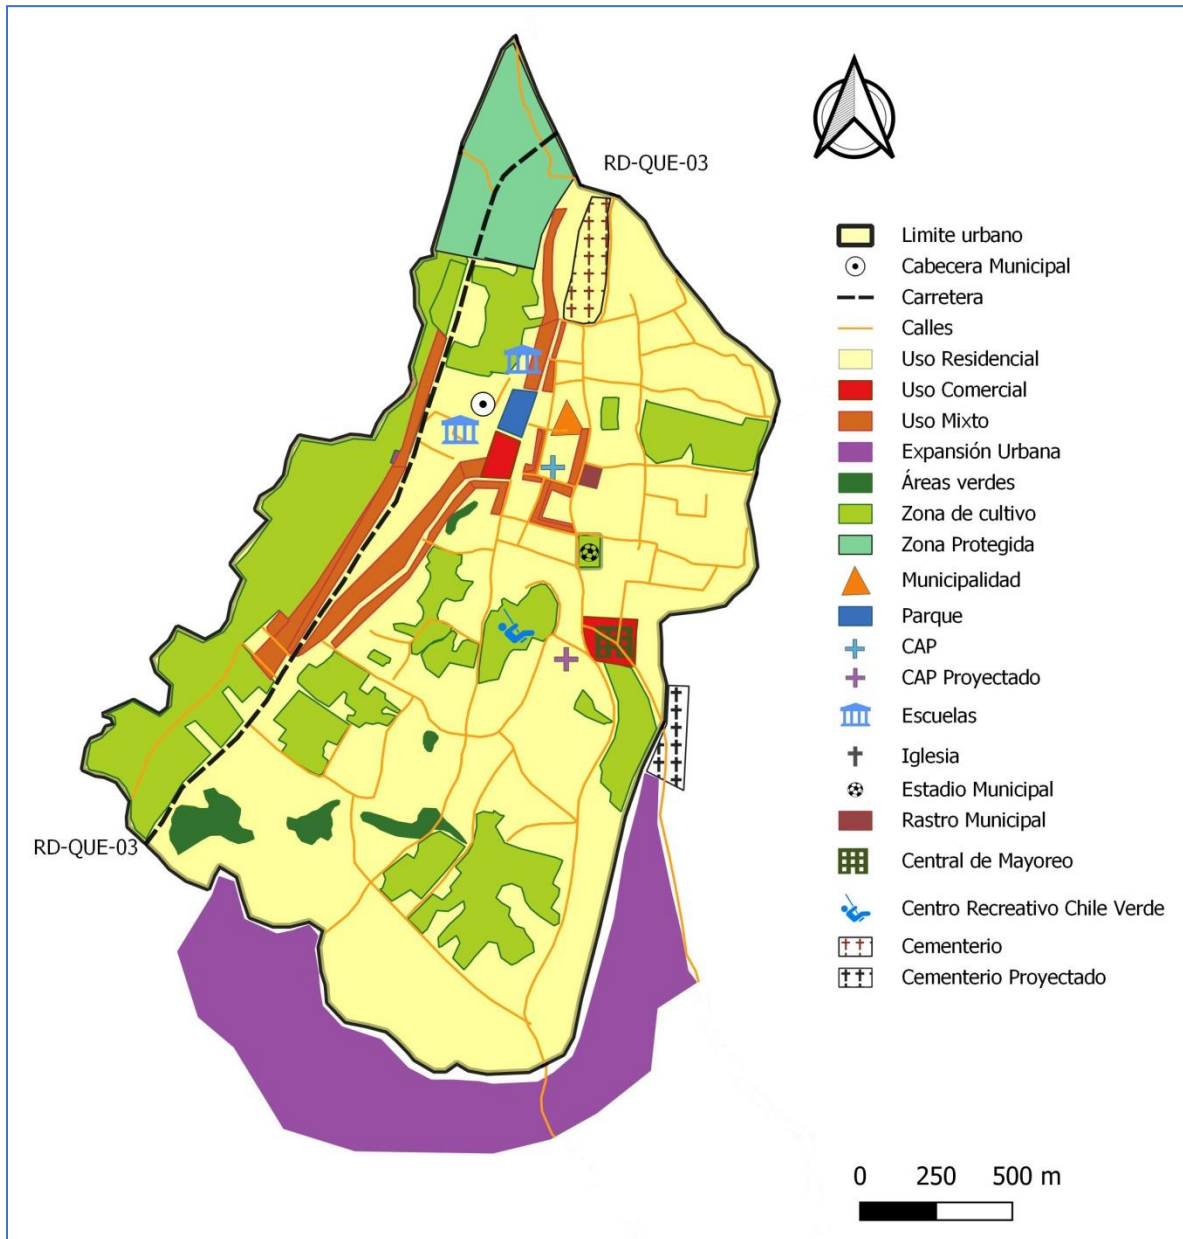 RD-QUE-03
RD-QUE-03
Limite urbano
Cabecera Municipal
Carretera
Calles
Uso Residencial
Uso Comercial
Uso Mixto
Expansión Urbana
Áreas verdes
Zona de cultivo
Zona Protegida
Municipalidad
Parque
CAP
CAP Proyectado
Escuelas
Iglesia
Estadio Municipal
Rastro Municipal
Central de Mayoreo
Centro Recreativo Chile Verde
Cementerio
Cementerio Proyectado
0 250 500 m